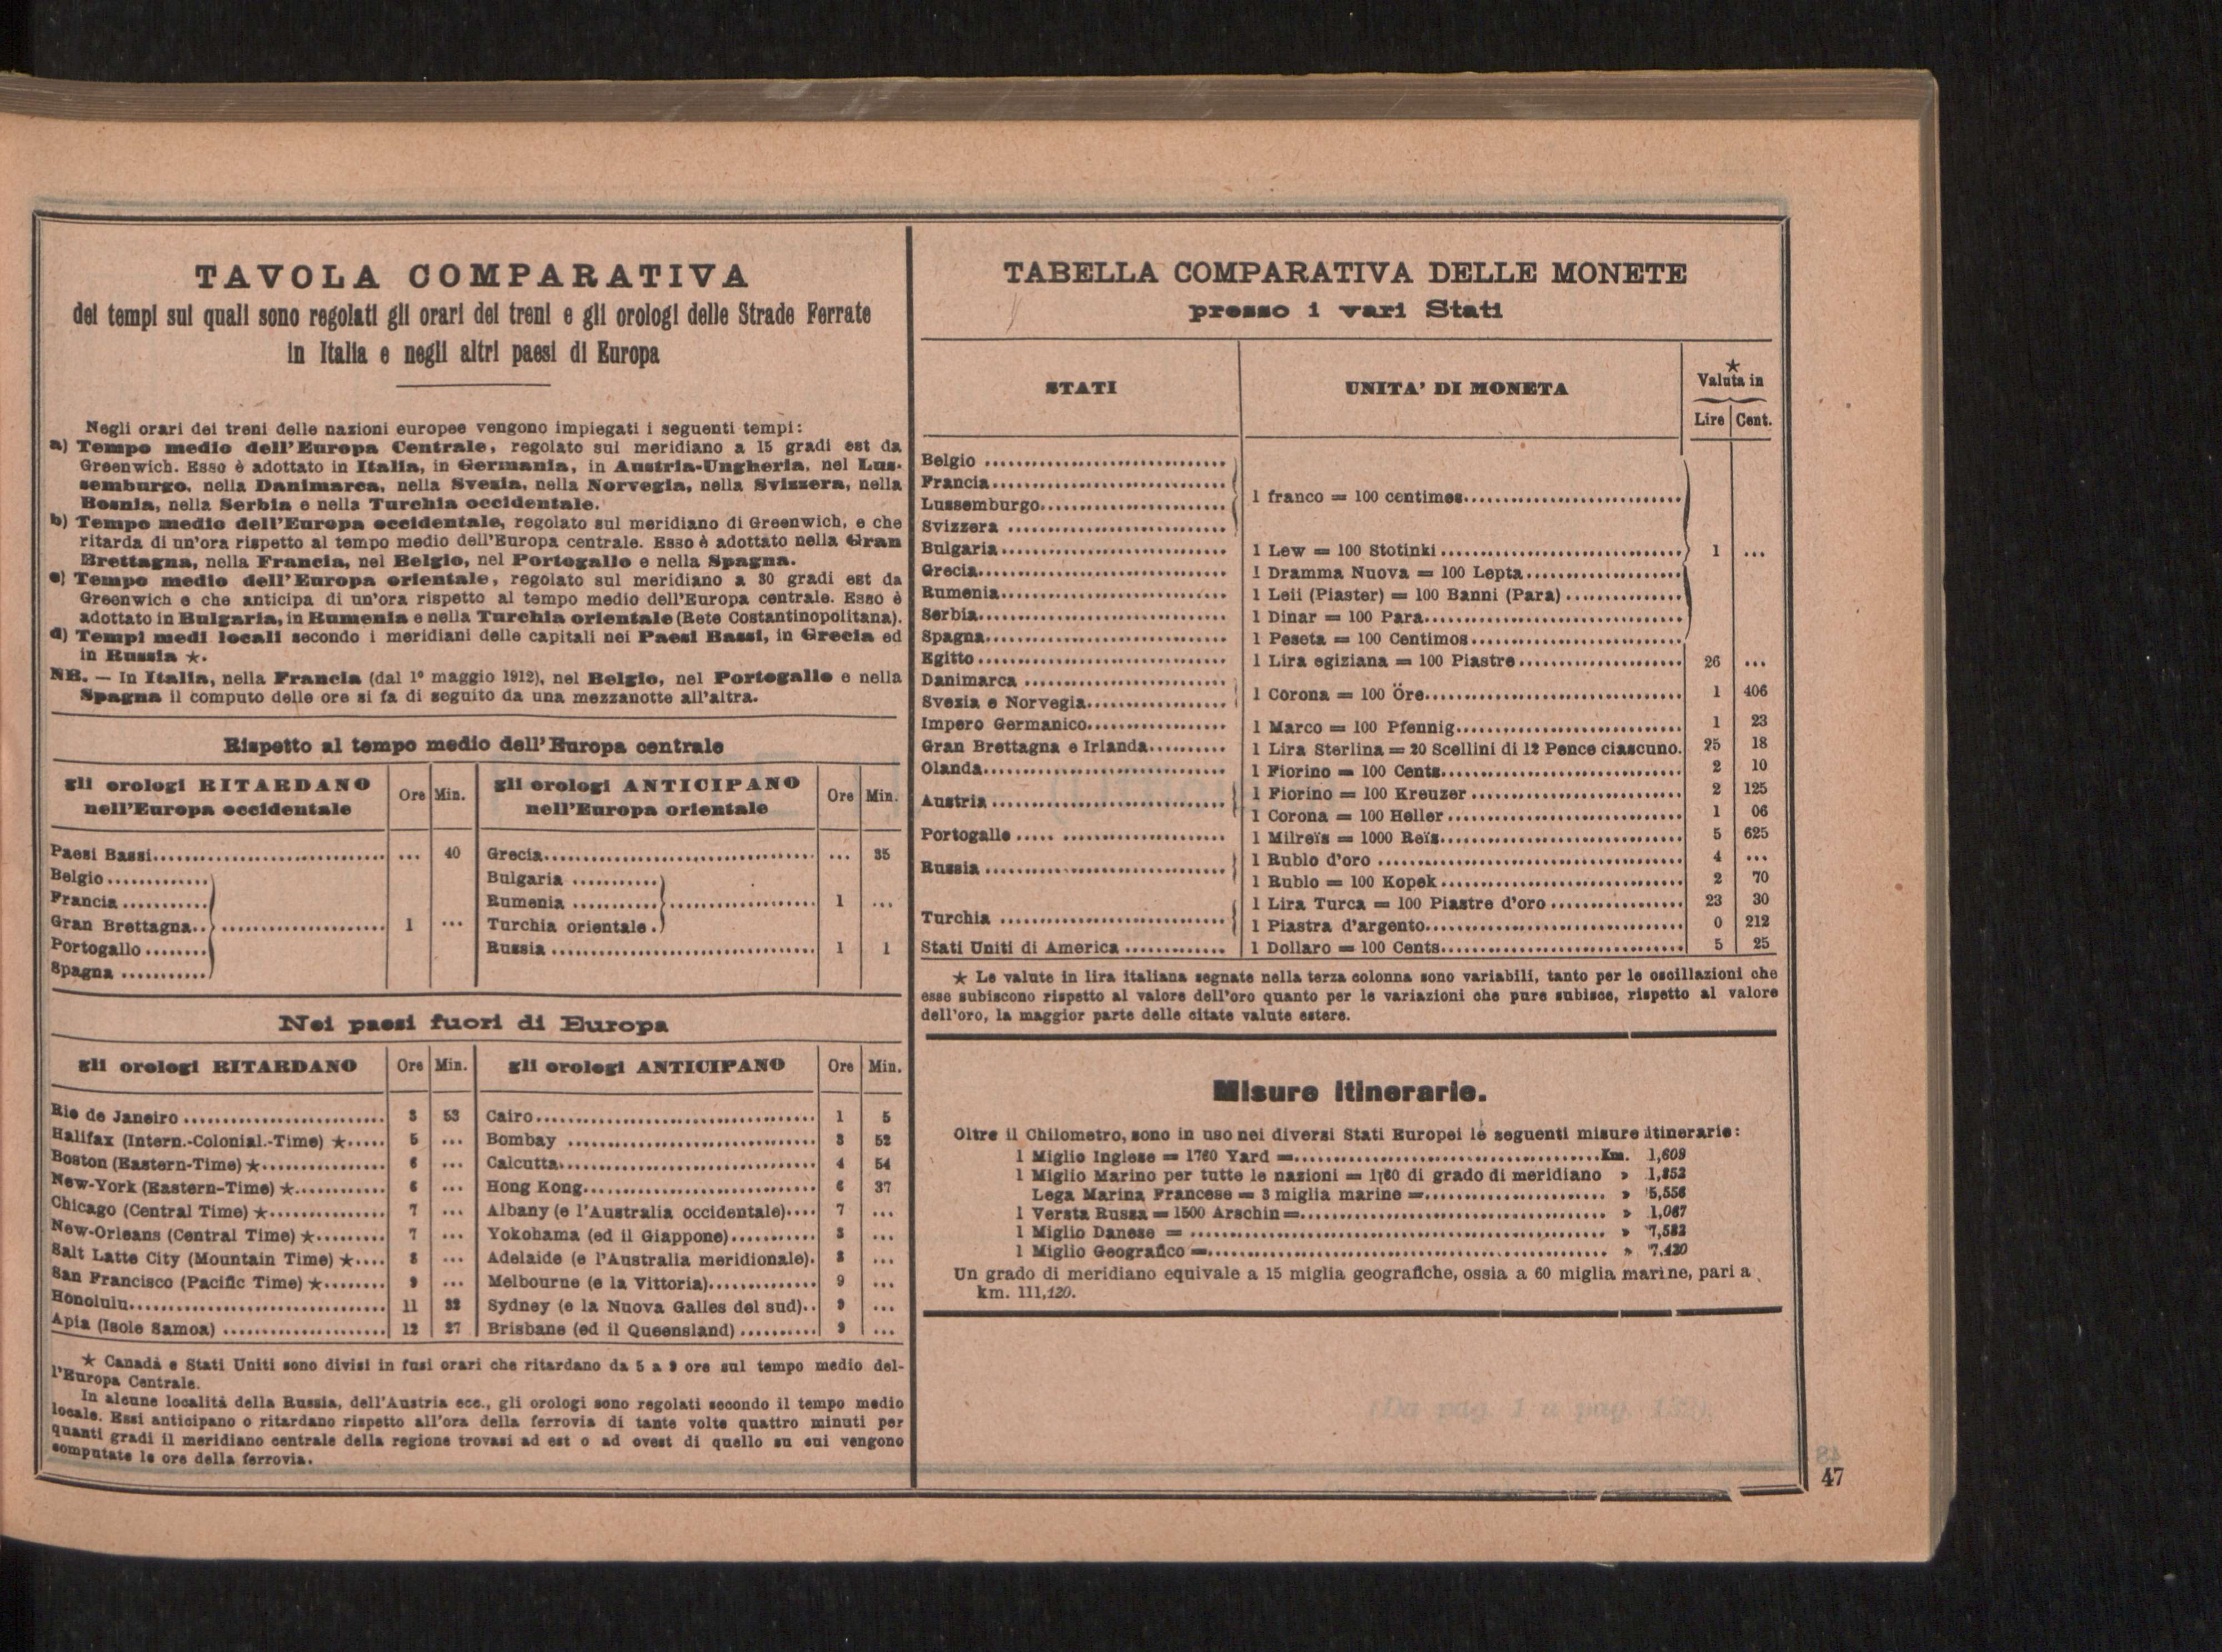 TAVOLA COMPARATIVA
dei tempi sui quali sono regolati gli orari dei treni e gli orologi delle Strade Ferrate
in Italia e negli altri paesi di Europa
Negli orari dei treni delle nazioni europee vengono impiegati i seguenti tempi:
a) Tempo medio dell'Europa Centrale, regolato sui meridiano a 15 gradi est da
Greenwich. Esso è adottato in Italia, in Germania, in Austria-Ungheria, nel Lus-
semburgo, nella Danimarca, nella Svezia, nella Norvegia, nella Svizzera, nella
Bosnia, nella Serbia e nella Turchia occidentale.
b) Tempo medio dell'Europa occidentale, regolato sul meridiano di Greenwich, e che
ritarda di un'ora rispetto al tempo medio dell'Europa centrale. Esso è adottato nella Gran
Brettagna, nella Francia, nel Belgio, nel Portogallo e nella Spagna.
c) Tempo medio dell'Europa orientale, regolato sul meridiano a 30 gradi est da
Greenwich e che anticipa di un'ora rispetto al tempo medio dell'Europa centrale. Esso è
adottato in Bulgaria, in Rumenia e nella Turchia orientale (Rete Costantinopolitana).
d) Tempi medi locali secondo i meridiani delle capitali nei Paesi Bassi, in Grecia ed
in Russia ★.
NB. — In Italia, nella Francia (dal 1º maggio 1912), nel Belgio, nel Portogallo e nella
Spagna il computo delle ore si fa di seguito da una mezzanotte all'altra.
Rispetto al tempo medio dell'Europa centrale
gli orologi RITARDANO nell'Europa occidentale | Ore | Min. | gli orologi ANTICIPANO nell'Europa orientale | Ore | Min.
Paesi Bassi ... 40 Grecia ... 35
Belgio Bulgaria
Francia Rumenia 1 ...
Gran Brettagna 1 ... Turchia orientale
Portogallo Russia 1 1
Spagna
Nei paesi fuori di Europa
gli orologi RITARDANO | Ore | Min. | gli orologi ANTICIPANO | Ore | Min.
Rio de Janeiro 3 53 Cairo 1 5
Halifax (Intern.-Colonial.-Time) ★ 5 ... Bombay 3 52
Boston (Eastern-Time) ★ 6 ... Calcutta 4 54
New-York (Eastern-Time) ★ 6 ... Hong Kong 6 37
Chicago (Central Time) ★ 7 ... Albany (e l'Australia occidentale) 7 ...
New-Orleans (Central Time) ★ 7 ... Yokohama (ed il Giappone) 8 ...
Salt Latte City (Mountain Time) ★ 8 ... Adelaide (e l'Australia meridionale) 8 ...
San Francisco (Pacific Time) ★ 9 ... Melbourne (e la Vittoria) 9 ...
Honolulu 11 32 Sydney (e la Nuova Galles del sud) 9 ...
Apia (Isole Samoa) 12 27 Brisbane (ed il Queensland) 9 ...
★ Canadà e Stati Uniti sono divisi in fusi orari che ritardano da 5 a 9 ore sul tempo medio del-
l'Europa Centrale.
In alcune località della Russia, dell'Austria ecc., gli orologi sono regolati secondo il tempo medio
locale. Essi anticipano o ritardano rispetto all'ora della ferrovia di tante volte quattro minuti per
quanti gradi il meridiano centrale della regione trovasi ad est o ad ovest di quello su cui vengono
computate le ore della ferrovia.
TABELLA COMPARATIVA DELLE MONETE
presso i vari Stati
STATI | UNITA' DI MONETA | ★ Valuta in Lire | Cent.
Belgio
Francia
Lussemburgo 1 franco = 100 centimes
Svizzera
Bulgaria 1 Lew = 100 Stotinki 1 ...
Grecia 1 Dramma Nuova = 100 Lepta
Rumenia 1 Leii (Piaster) = 100 Banni (Para)
Serbia 1 Dinar = 100 Para
Spagna 1 Peseta = 100 Centimos
Egitto 1 Lira egiziana = 100 Piastre 26 ...
Danimarca
Svezia e Norvegia 1 Corona = 100 Öre 1 406
Impero Germanico 1 Marco = 100 Pfennig 1 23
Gran Brettagna e Irlanda 1 Lira Sterlina = 20 Scellini di 12 Pence ciascuno. 25 18
Olanda 1 Fiorino = 100 Cents 2 10
Austria 1 Fiorino = 100 Kreuzer 2 125
1 Corona = 100 Heller 1 06
Portogallo 1 Milreïs = 1000 Reïs 5 625
Russia 1 Rublo d'oro 4 ...
1 Rublo = 100 Kopek 2 70
Turchia 1 Lira Turca = 100 Piastre d'oro 23 30
1 Piastra d'argento 0 212
Stati Uniti di America 1 Dollaro = 100 Cents 5 25
★ Le valute in lira italiana segnate nella terza colonna sono variabili, tanto per le oscillazioni che
esse subiscono rispetto al valore dell'oro quanto per le variazioni che pure subisce, rispetto al valore
dell'oro, la maggior parte delle citate valute estere.
Misure itinerarie.
Oltre il Chilometro, sono in uso nei diversi Stati Europei le seguenti misure itinerarie:
1 Miglio Inglese = 1760 Yard = Km. 1,609
1 Miglio Marino per tutte le nazioni = 1/60 di grado di meridiano » 1,852
Lega Marina Francese = 3 miglia marine = » 5,556
1 Versta Russa = 1500 Arschin = » 1,067
1 Miglio Danese = » 7,532
1 Miglio Geografico = » 7.420
Un grado di meridiano equivale a 15 miglia geografiche, ossia a 60 miglia marine, pari a
km. 111,120.
47